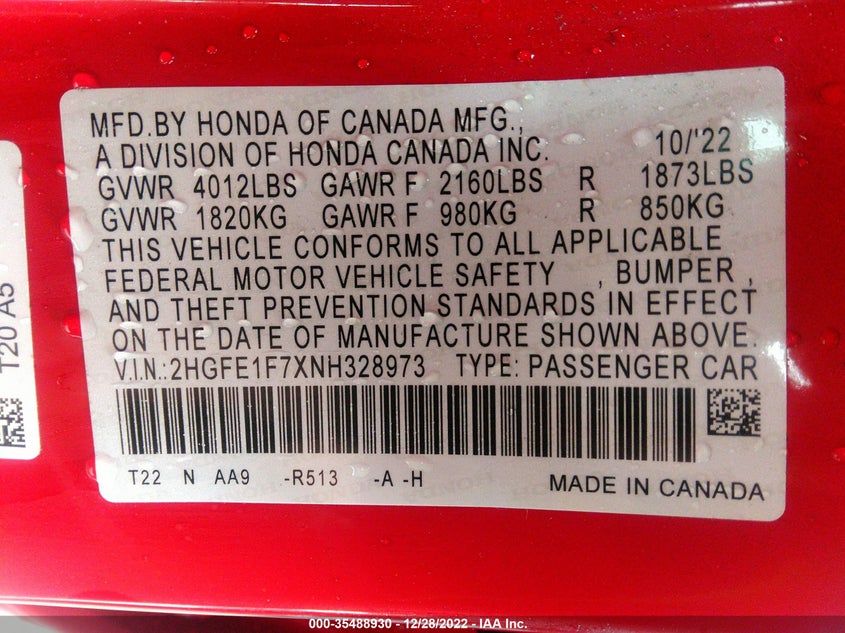 MFD.BY HONDA OF CANADA MFG.,
A DIVISION OF HONDA CANADA INC. 10/'22
GVWR 4012LBS GAWR F 2160LBS R 1873LBS
GVWR 1820KG GAWR F 980KG R 850KG
THIS VEHICLE CONFORMS TO ALL APPLICABLE
FEDERAL MOTOR VEHICLE SAFETY , BUMPER ,
AND THEFT PREVENTION STANDARDS IN EFFECT
ON THE DATE OF MANUFACTURE SHOWN ABOVE.
V.I.N.:2HGFE1F7XNH328973 TYPE: PASSENGER CAR
T22 N AA9 -R513 -A -H MADE IN CANADA
T20 A5
000-35488930 - 12/28/2022 - IAA Inc.